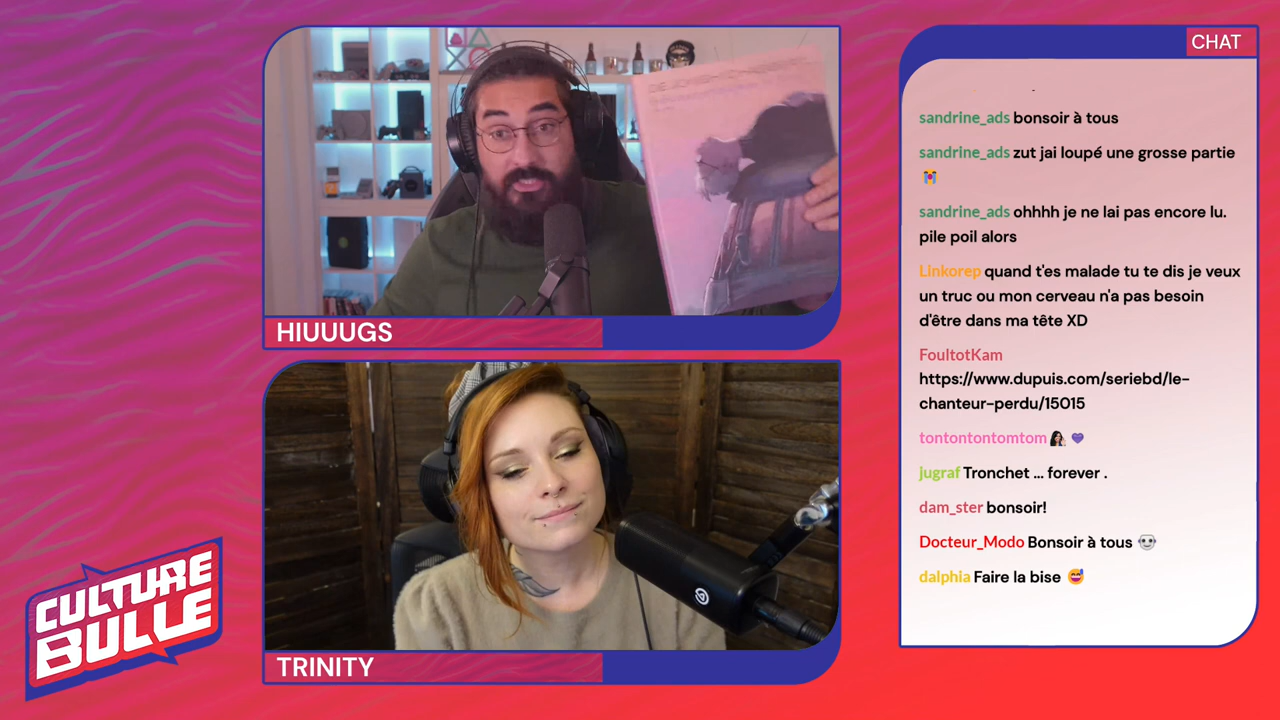 CHAT
sandrine_ads bonsoir à tous
sandrine_ads zut jai loupé une grosse partie
sandrine_ads ohhhh je ne lai pas encore lu.
pile poil alors
Linkorep quand t'es malade tu te dis je veux
un truc ou mon cerveau n'a pas besoin
d'être dans ma tête XD
FoultotKam
https://www.dupuis.com/seriebd/le-
chanteur-perdu/15015
tontontontomtom
jugraf Tronchet ... forever .
dam_ster bonsoir!
Docteur_Modo Bonsoir à tous
dalphia Faire la bise
HIUUUGS
TRINITY
CULTURE
BULLE